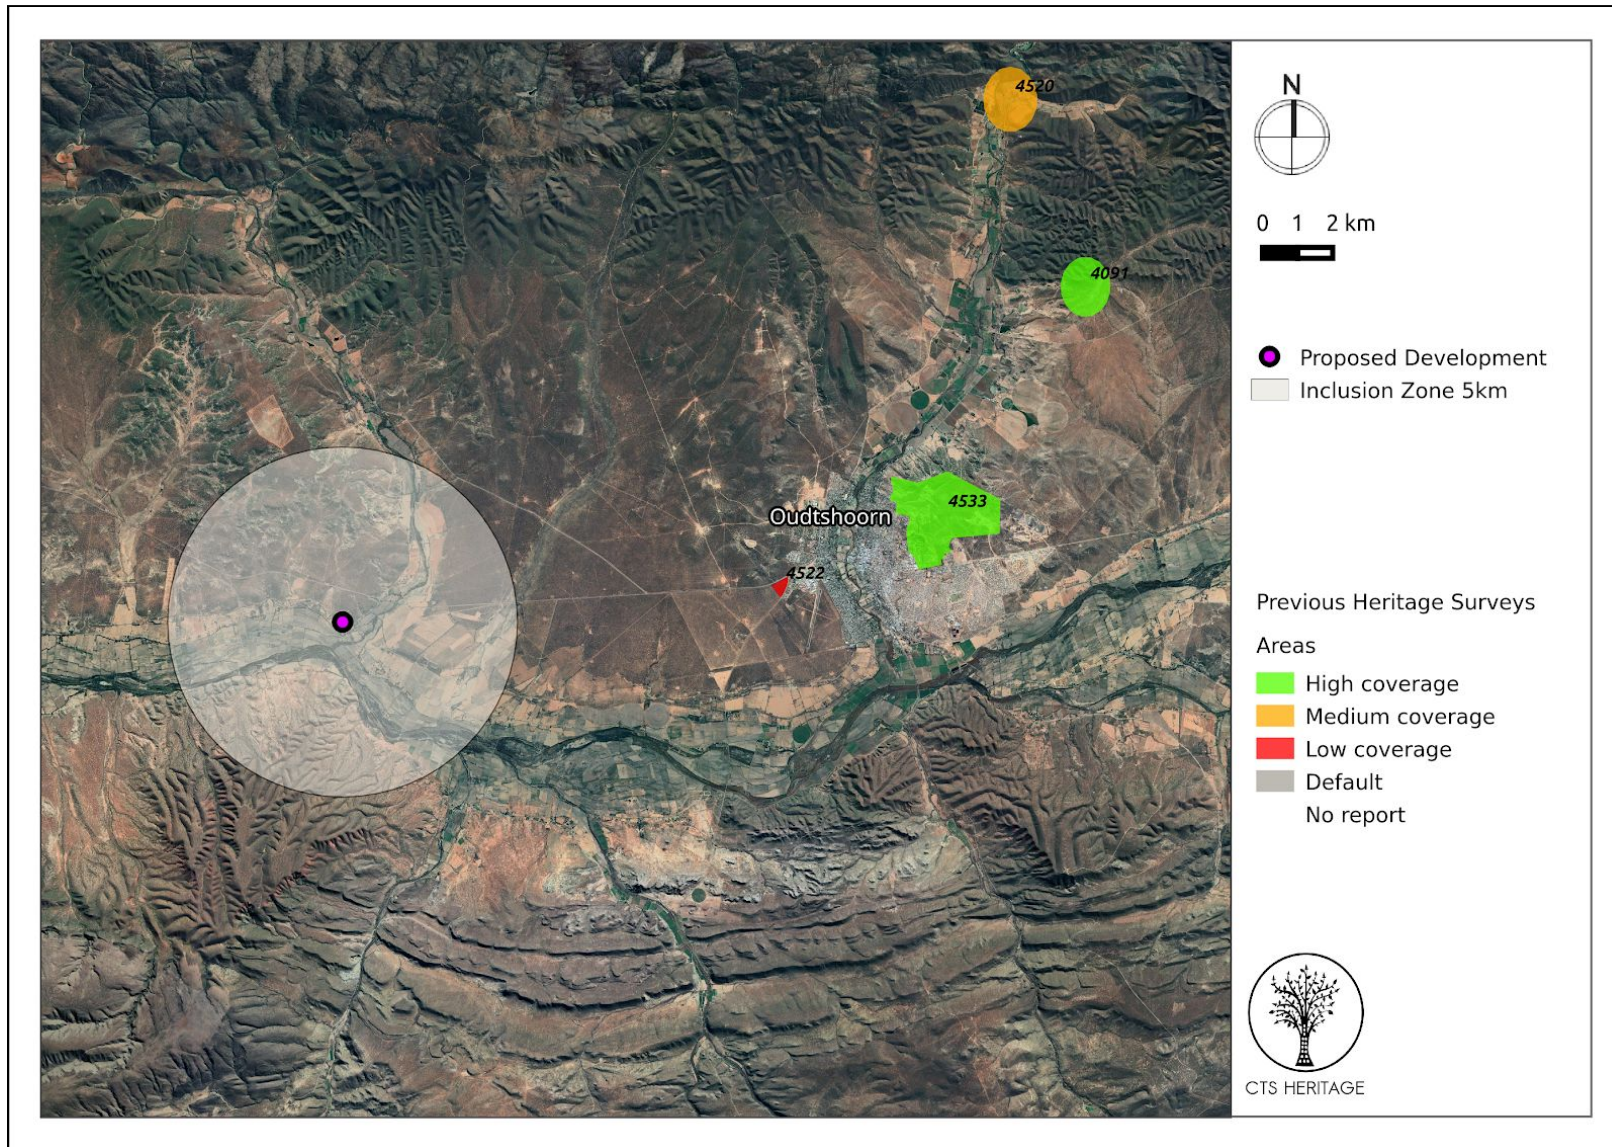 4520
4091
4533
Oudtshoorn
4522
N
0 1 2 km
Proposed Development
Inclusion Zone 5km
Previous Heritage Surveys
Areas
High coverage
Medium coverage
Low coverage
Default
No report
CTS HERITAGE